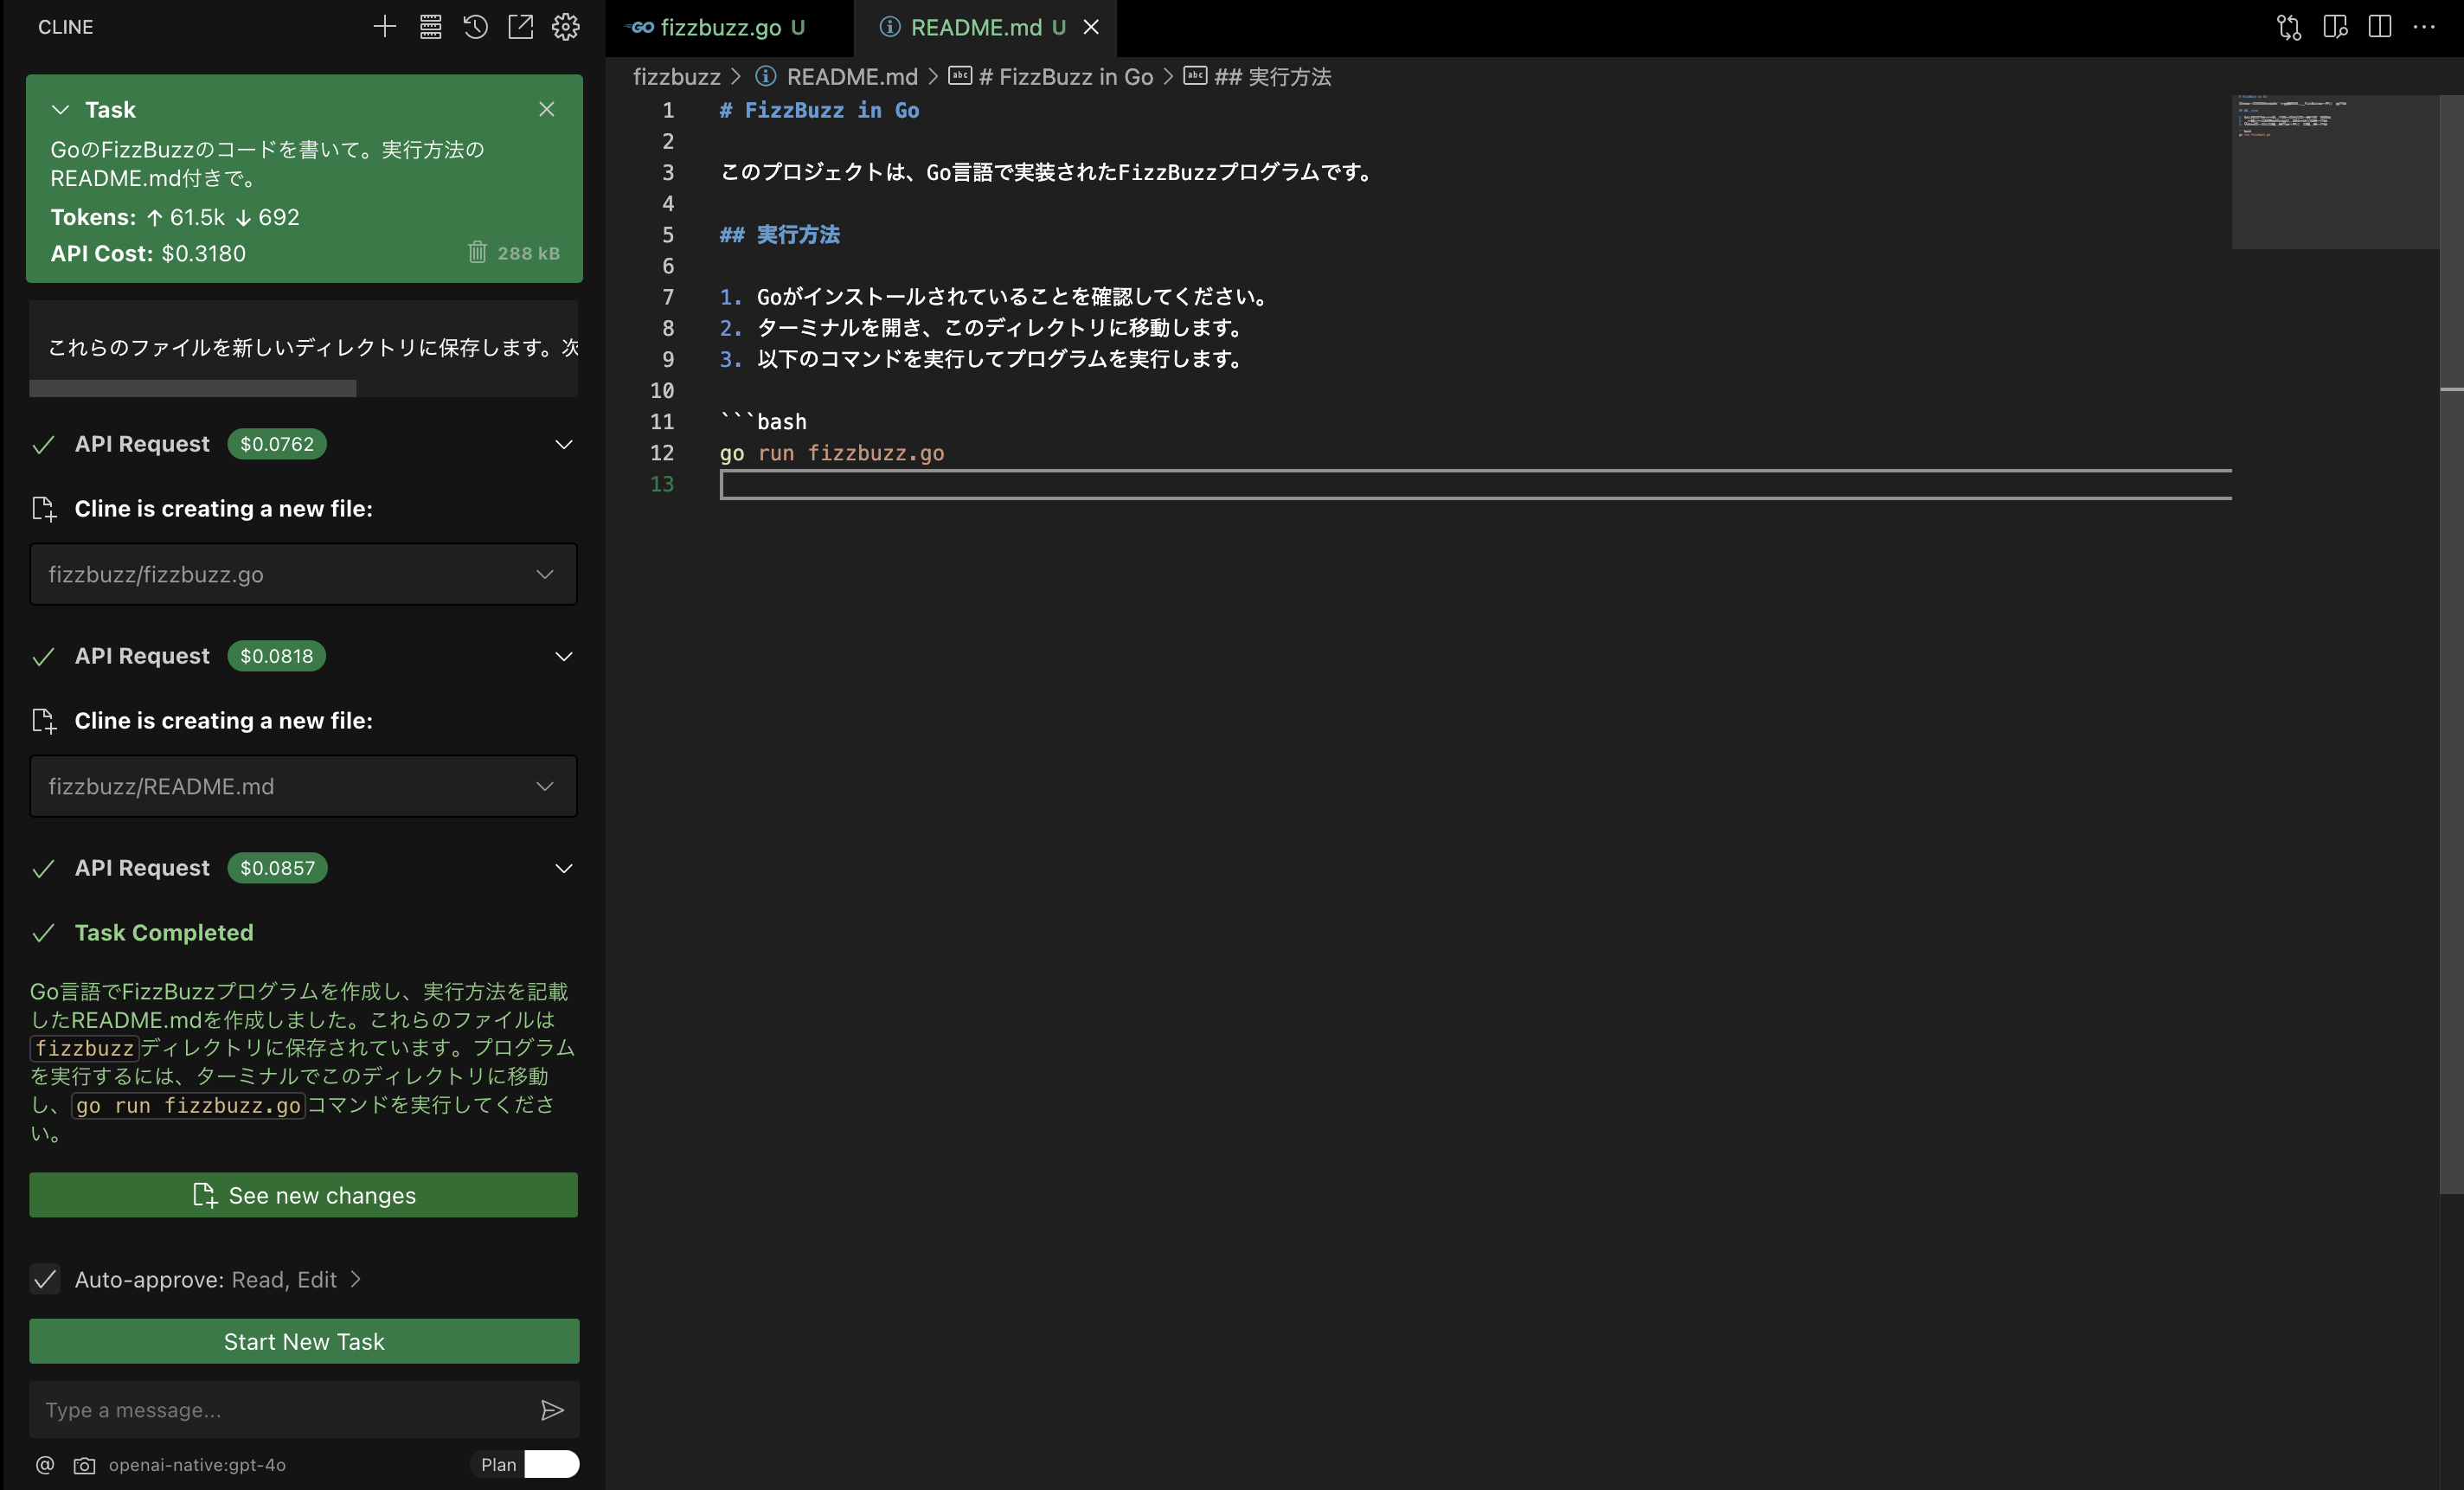 CLINE
Task
GoのFizzBuzzのコードを書いて。実行方法の
README.md付きで。
Tokens: ↑ 61.5k ↓ 692
API Cost: $0.3180
288 kB
これらのファイルを新しいディレクトリに保存します。次
API Request $0.0762
Cline is creating a new file:
fizzbuzz/fizzbuzz.go
API Request $0.0818
Cline is creating a new file:
fizzbuzz/README.md
API Request $0.0857
Task Completed
Go言語でFizzBuzzプログラムを作成し、実行方法を記載
したREADME.mdを作成しました。これらのファイルは
fizzbuzzディレクトリに保存されています。プログラム
を実行するには、ターミナルでこのディレクトリに移動
し、go run fizzbuzz.goコマンドを実行してくださ
い。
See new changes
Auto-approve: Read, Edit >
Start New Task
Type a message...
@ openai-native:gpt-4o
Plan
GO fizzbuzz.go U
README.md U
fizzbuzz > README.md > # FizzBuzz in Go > ## 実行方法
1 # FizzBuzz in Go
2
3 このプロジェクトは、Go言語で実装されたFizzBuzzプログラムです。
4
5 ## 実行方法
6
7 1. Goがインストールされていることを確認してください。
8 2. ターミナルを開き、このディレクトリに移動します。
9 3. 以下のコマンドを実行してプログラムを実行します。
10
11 ```bash
12 go run fizzbuzz.go
13